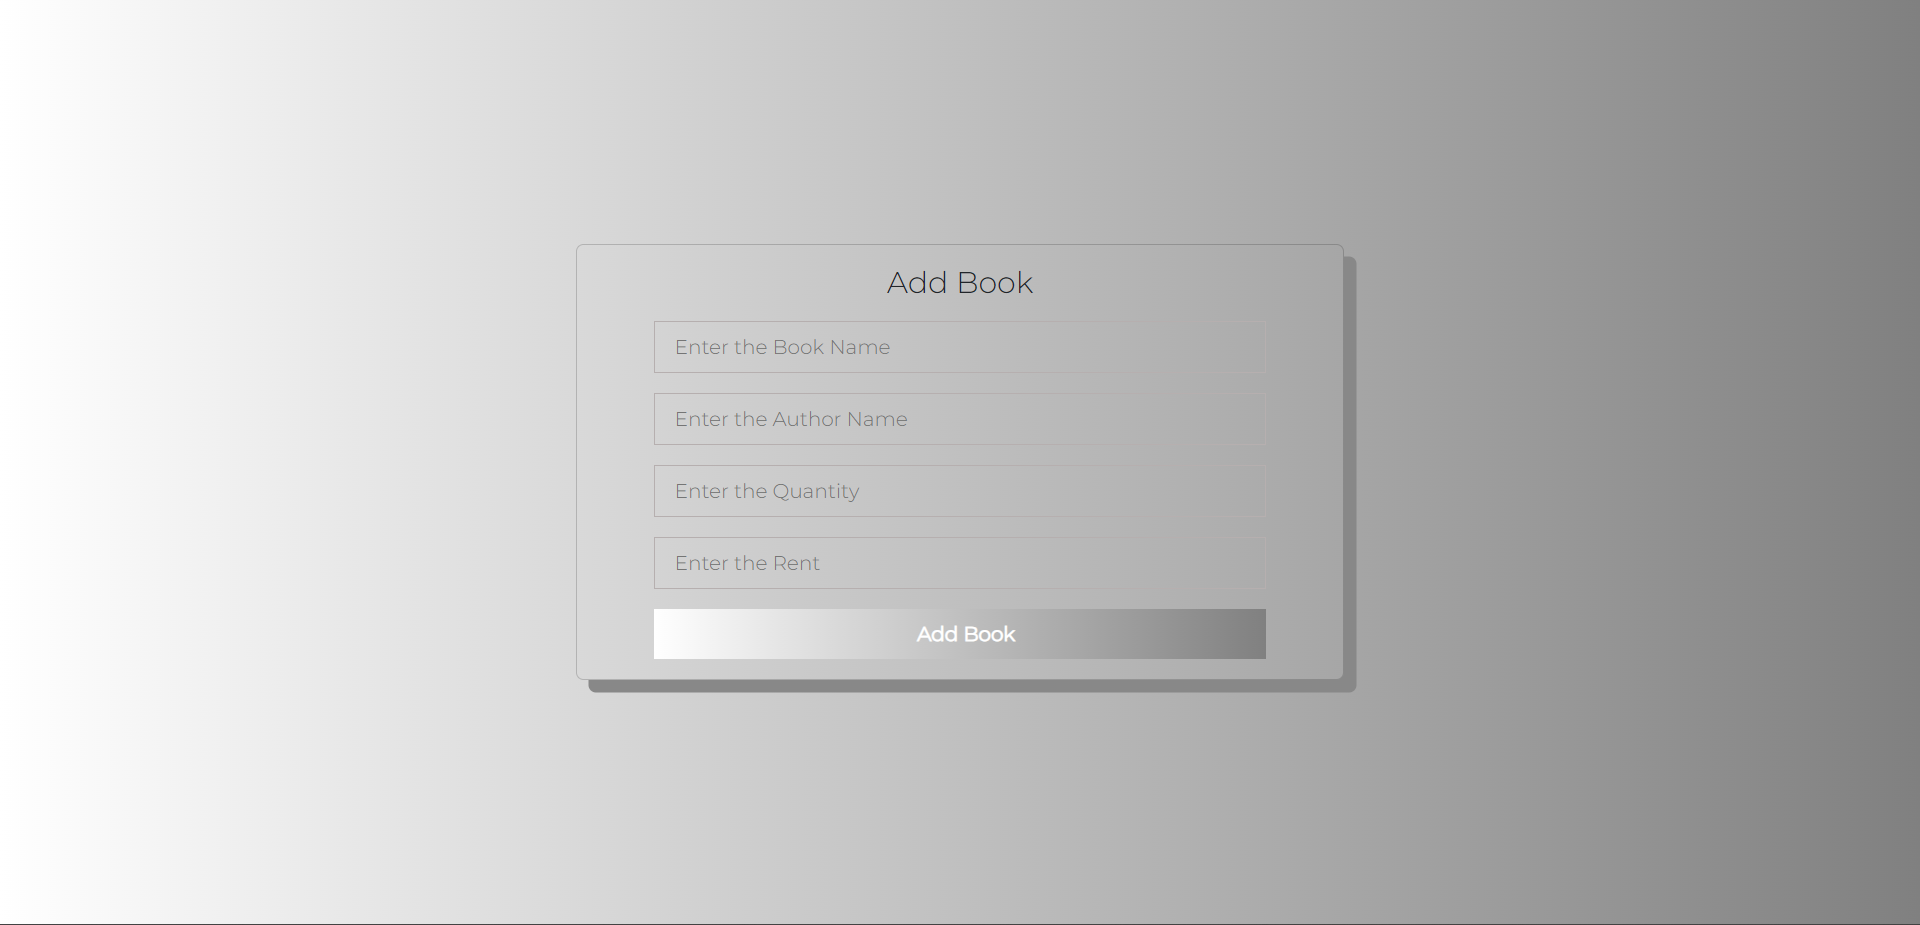 Add Book
Enter the Book Name
Enter the Author Name
Enter the Quantity
Enter the Rent
Add Book